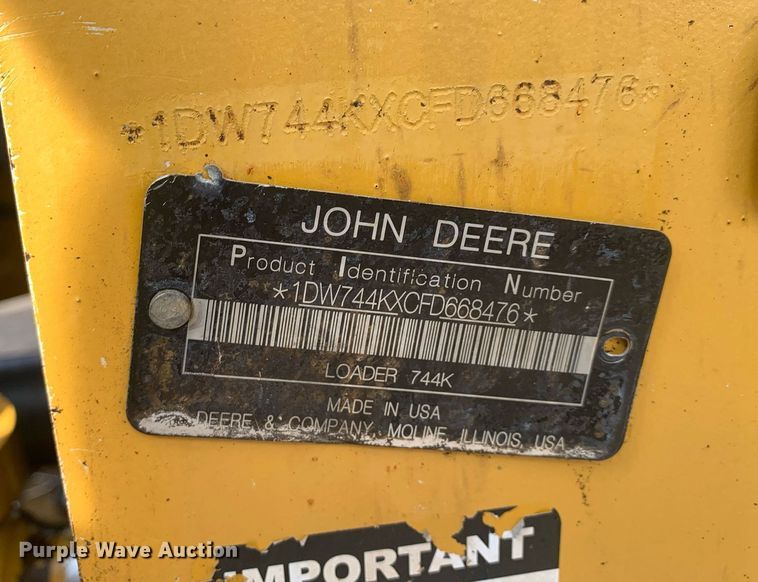 *1DW744KXCFD668476*
JOHN DEERE
Product Identification Number
*1DW744KXCFD668476*
LOADER 744K
MADE IN USA
DEERE & COMPANY MOLINE, ILLINOIS, USA
IMPORTANT
Purple Wave Auction